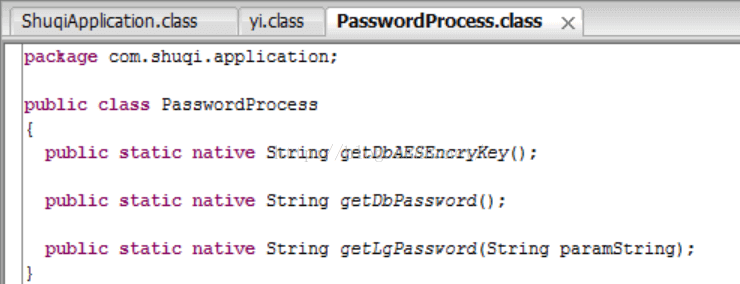 ShuqiApplication.class yi.class PasswordProcess.class
package com.shuqi.application;
public class PasswordProcess
{
public static native String getDbAESEncryKey();
public static native String getDbPassword();
public static native String getLgPassword(String paramString);
}